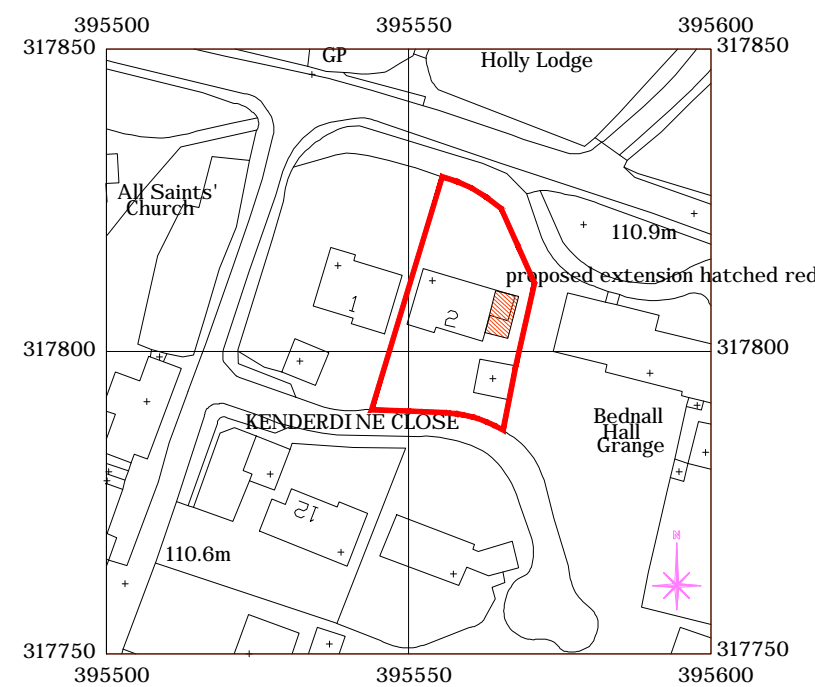 395500 395550 395600
317850 317850
GP
Holly Lodge
All Saints'
Church
110.9m
proposed extension hatched red
1
2
317800 317800
KENDERDINE CLOSE
Bednall
Hall
Grange
12
110.6m
N
317750 317750
395500 395550 395600